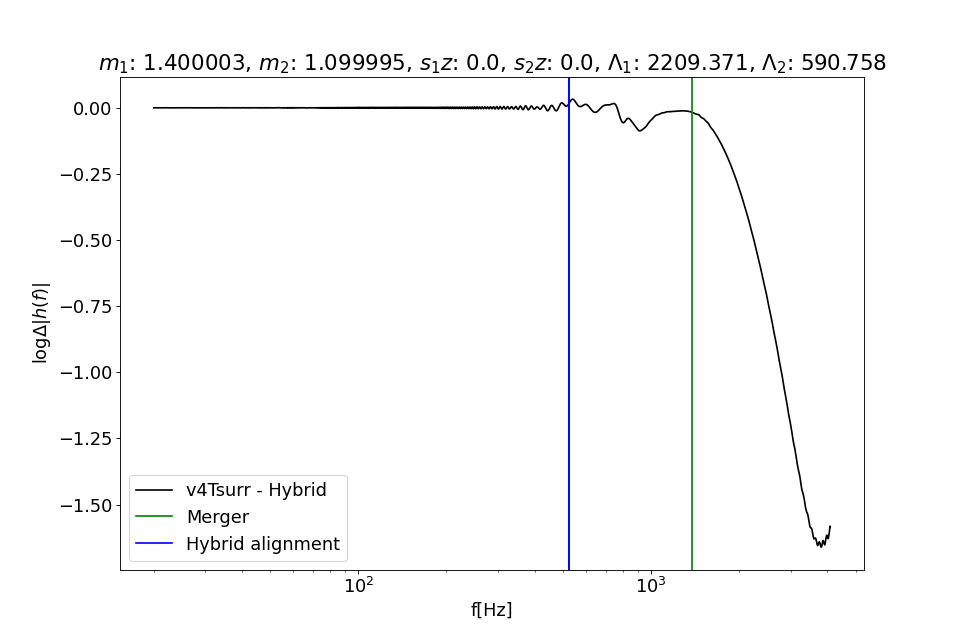 m₁: 1.400003, m₂: 1.099995, s₁z: 0.0, s₂z: 0.0, Λ₁: 2209.371, Λ₂: 590.758
0.00
−0.25
−0.50
−0.75
−1.00
−1.25
−1.50
logΔ|h(f)|
v4Tsurr - Hybrid
Merger
Hybrid alignment
10² 10³
f[Hz]